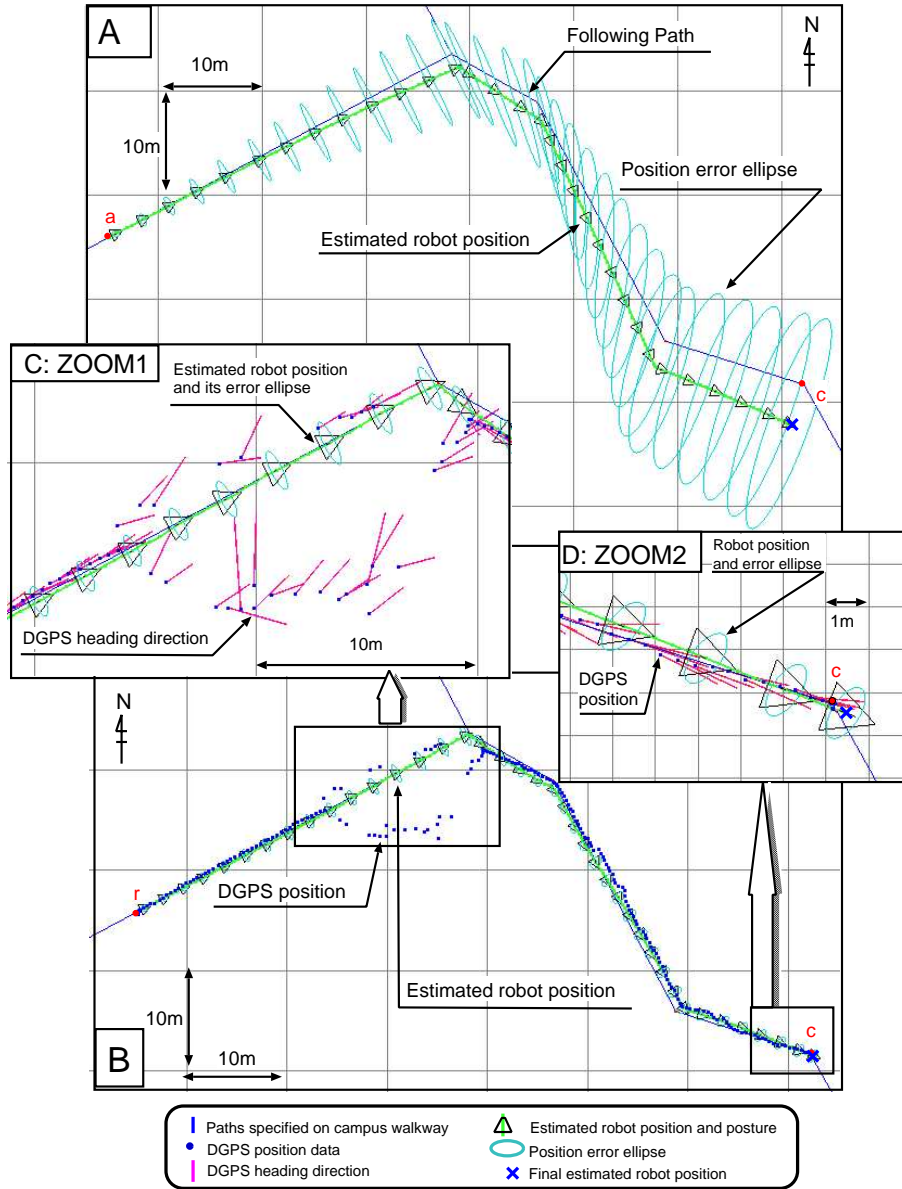 A
N
10m
Following Path
10m
Position error ellipse
a
Estimated robot position
C: ZOOM1
Estimated robot position
and its error ellipse
c
D: ZOOM2
Robot position
and error ellipse
1m
DGPS heading direction
10m
DGPS
position
c
N
r
DGPS position
Estimated robot position
10m
c
B
10m
Paths specified on campus walkway
DGPS position data
DGPS heading direction
Estimated robot position and posture
Position error ellipse
Final estimated robot position